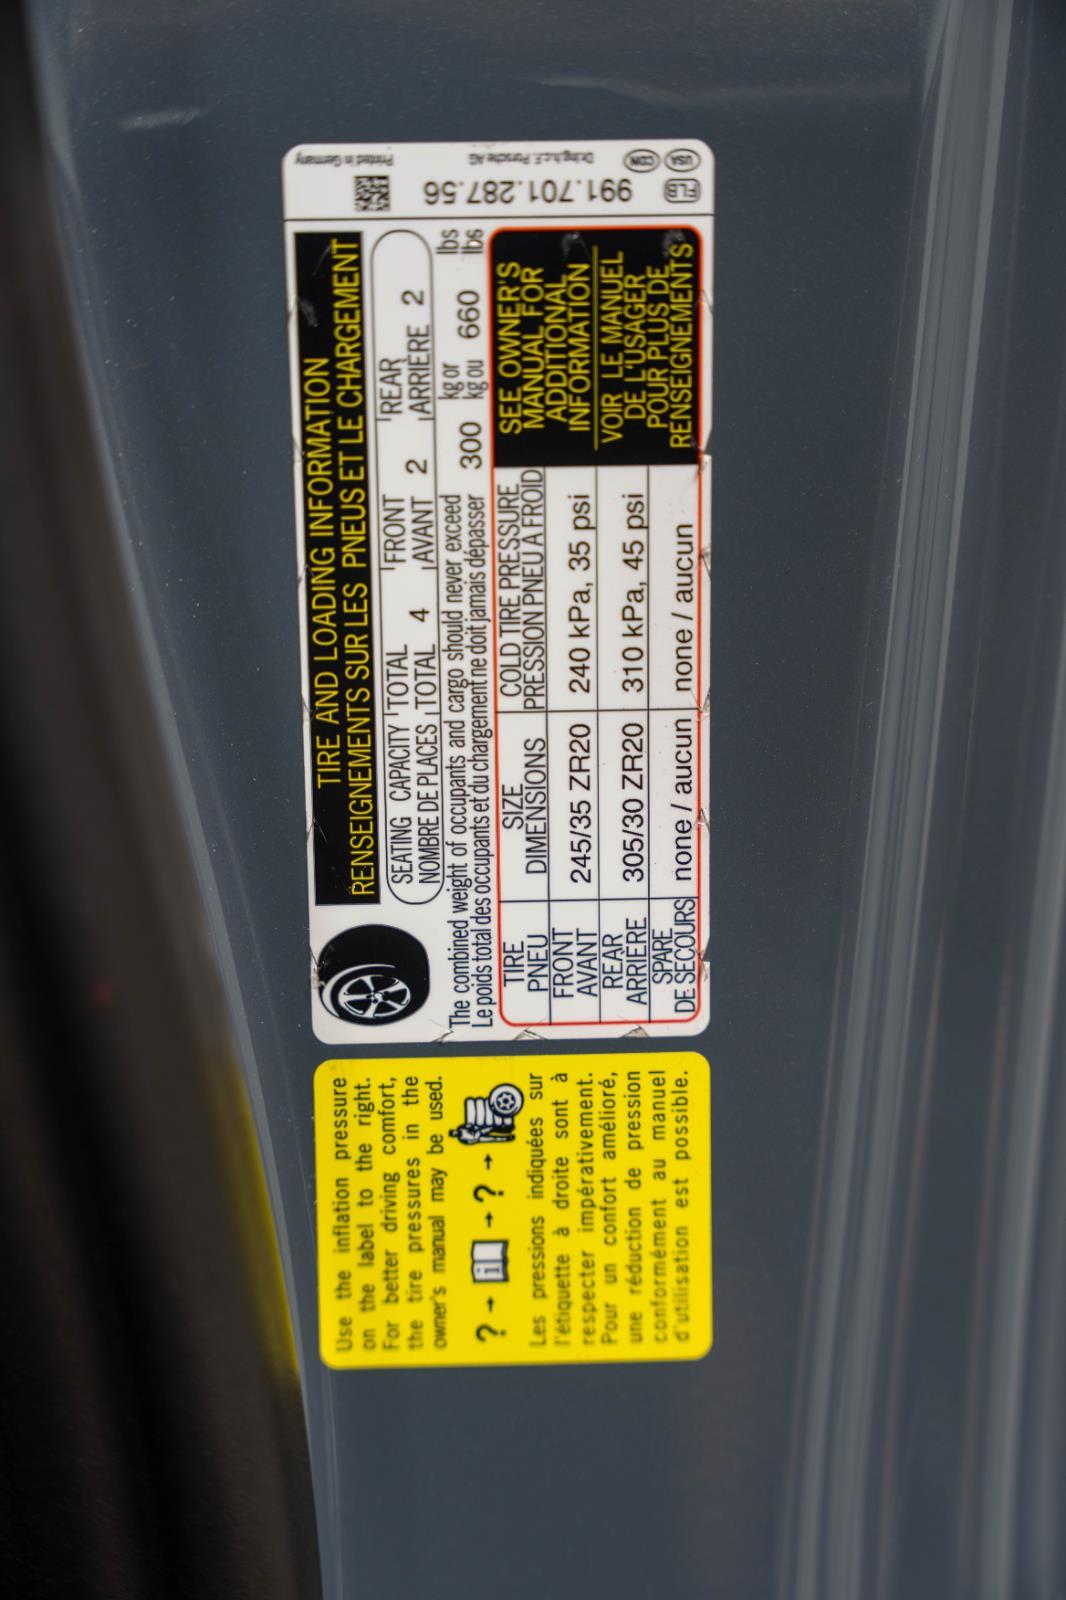 Use the inflation pressure
on the label to the right.
For better driving comfort,
the tire pressures in the
owner's manual may be used.
? → i → ? →
Les pressions indiquées sur
l'étiquette à droite sont à
respecter impérativement.
Pour un confort amélioré,
une réduction de pression
conformément au manuel
d'utilisation est possible.
TIRE AND LOADING INFORMATION
RENSEIGNEMENTS SUR LES PNEUS ET LE CHARGEMENT
SEATING CAPACITY TOTAL FRONT REAR
NOMBRE DE PLACES TOTAL 4 AVANT 2 ARRIÈRE 2
The combined weight of occupants and cargo should never exceed kg or lbs
Le poids total des occupants et du chargement ne doit jamais dépasser 300 kg ou 660 lbs
TIRE SIZE COLD TIRE PRESSURE
PNEU DIMENSIONS PRESSION PNEU A FROID
FRONT
AVANT 245/35 ZR20 240 kPa, 35 psi
REAR
ARRIÈRE 305/30 ZR20 310 kPa, 45 psi
SPARE
DE SECOURS none / aucun none / aucun
SEE OWNER'S
MANUAL FOR
ADDITIONAL
INFORMATION
VOIR LE MANUEL
DE L'USAGER
POUR PLUS DE
RENSEIGNEMENTS
FLB 991.701.287.56
USA CDN Dr.Ing.h.c.F. Porsche AG Printed in Germany